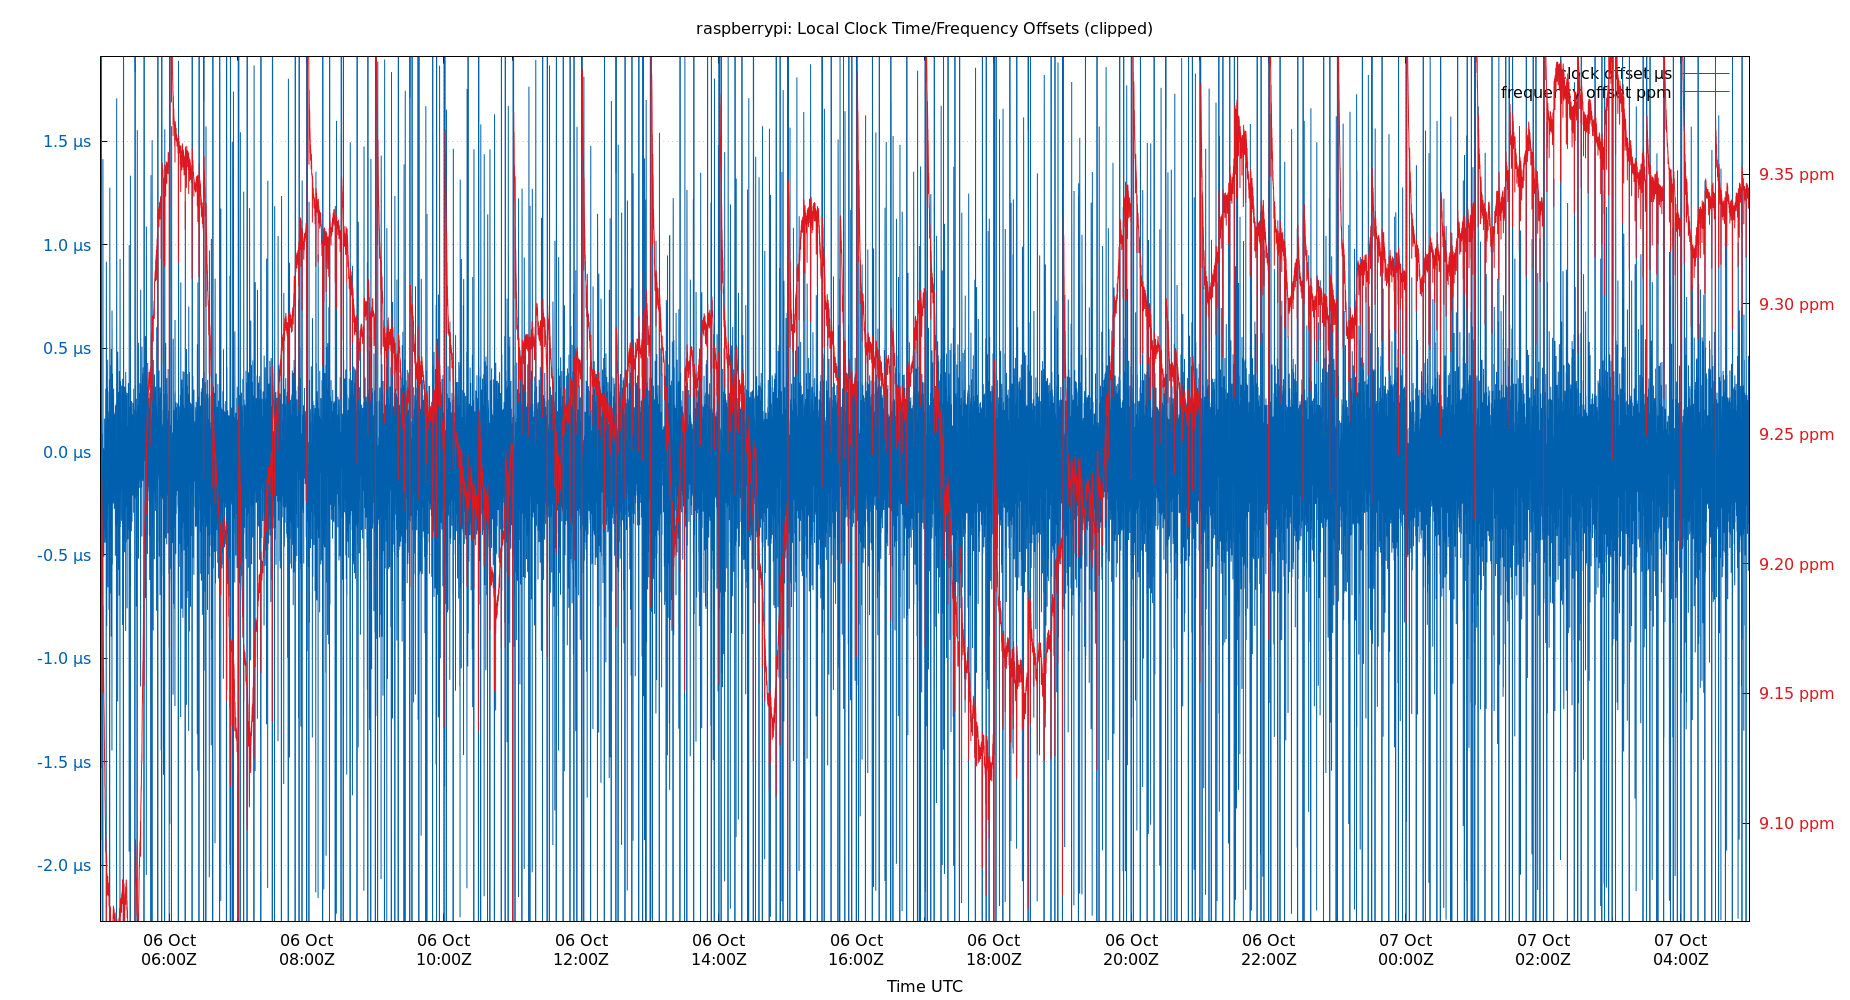 raspberrypi: Local Clock Time/Frequency Offsets (clipped)
clock offset µs
frequency offset ppm
1.5 µs
1.0 µs
0.5 µs
0.0 µs
-0.5 µs
-1.0 µs
-1.5 µs
-2.0 µs
9.35 ppm
9.30 ppm
9.25 ppm
9.20 ppm
9.15 ppm
9.10 ppm
06 Oct 06 Oct 06 Oct 06 Oct 06 Oct 06 Oct 06 Oct 06 Oct 06 Oct 07 Oct 07 Oct 07 Oct
06:00Z 08:00Z 10:00Z 12:00Z 14:00Z 16:00Z 18:00Z 20:00Z 22:00Z 00:00Z 02:00Z 04:00Z
Time UTC